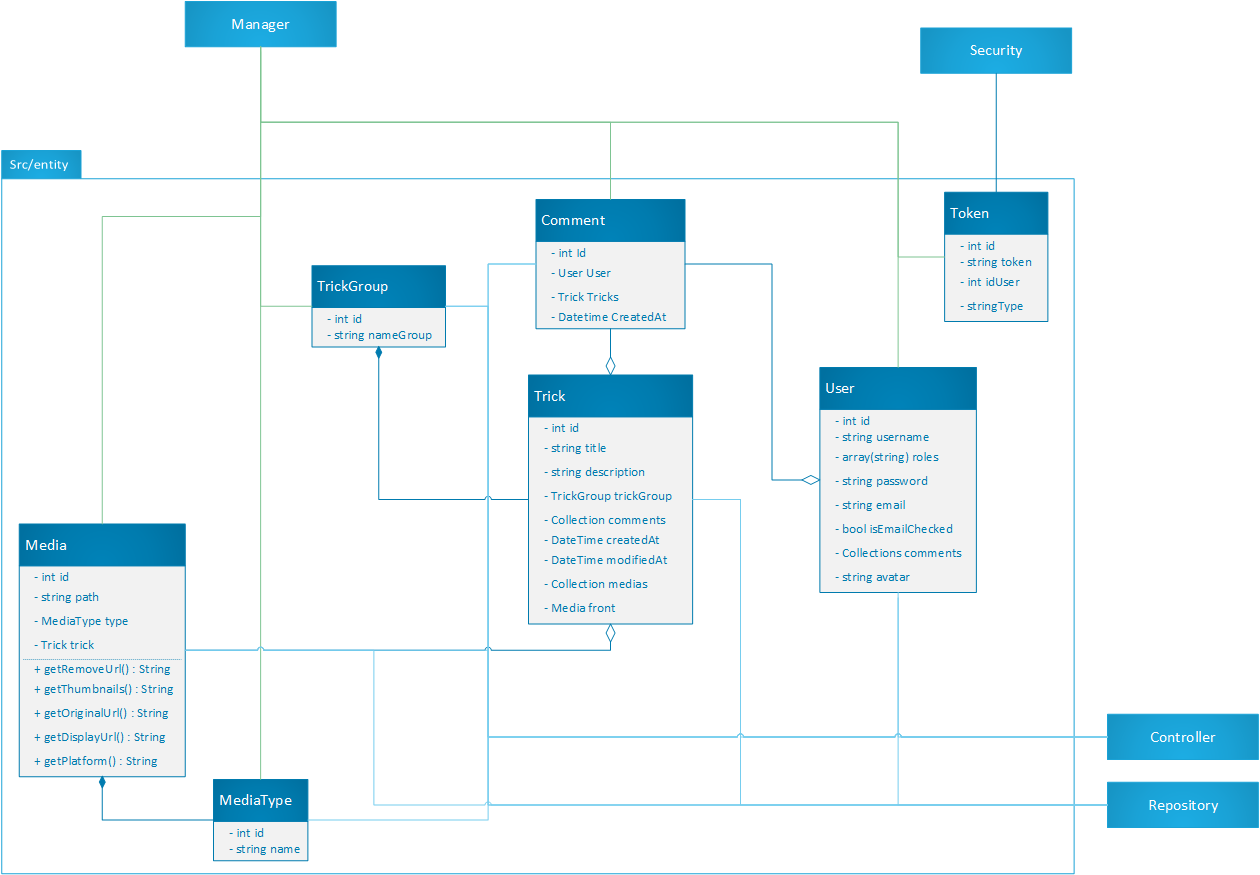 Manager
Security
Src/entity
Comment
- int Id
- User User
- Trick Tricks
- Datetime CreatedAt
Token
- int id
- string token
- int idUser
- stringType
TrickGroup
- int id
- string nameGroup
Trick
- int id
- string title
- string description
- TrickGroup trickGroup
- Collection comments
- DateTime createdAt
- DateTime modifiedAt
- Collection medias
- Media front
User
- int id
- string username
- array(string) roles
- string password
- string email
- bool isEmailChecked
- Collections comments
- string avatar
Media
- int id
- string path
- MediaType type
- Trick trick
+ getRemoveUrl() : String
+ getThumbnails() : String
+ getOriginalUrl() : String
+ getDisplayUrl() : String
+ getPlatform() : String
MediaType
- int id
- string name
Controller
Repository